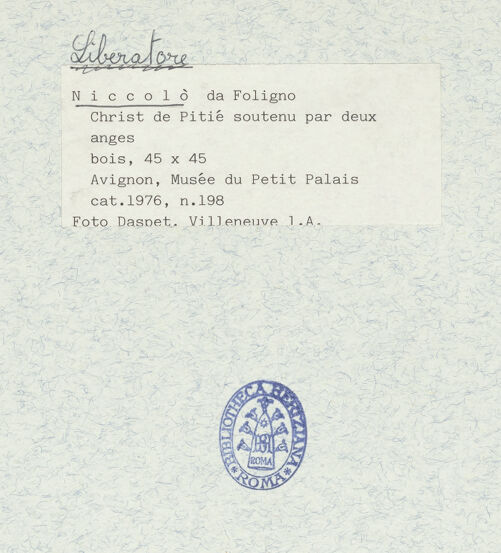 Liberatore
Niccolò da Foligno
Christ de Pitié soutenu par deux
anges
bois, 45 x 45
Avignon, Musée du Petit Palais
cat.1976, n.198
Foto Daspet, Villeneuve l.A.
BIBLIOTHECA HERTZIANA
ROMA
ROMA